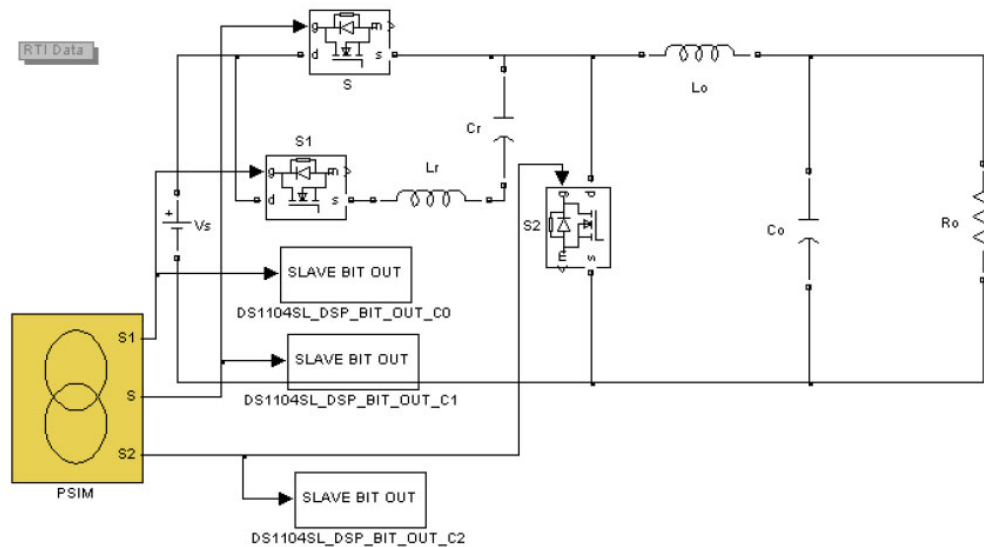 RTI Data
g
m
d
s
S
S1
g
m
d
s
Lr
Cr
Lo
+
Vs
S2
g
d
m
s
Co
Ro
SLAVE BIT OUT
DS1104SL_DSP_BIT_OUT_C0
S1
SLAVE BIT OUT
S
DS1104SL_DSP_BIT_OUT_C1
S2
PSIM
SLAVE BIT OUT
DS1104SL_DSP_BIT_OUT_C2